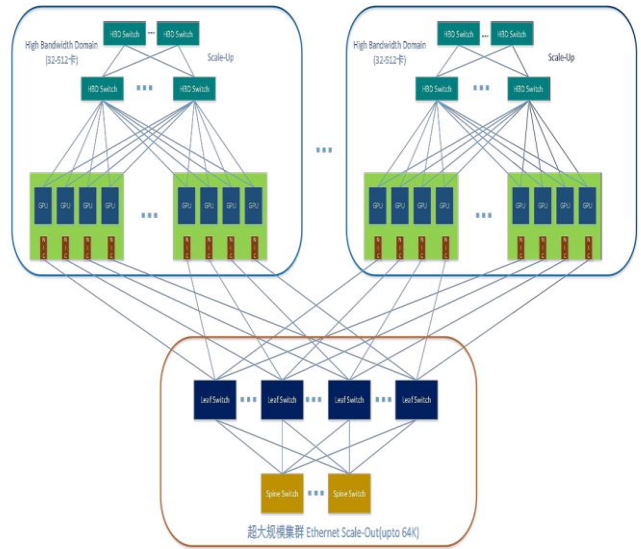 HBD Switch ... HBD Switch
High Bandwidth Domain
(32-512卡)
Scale-Up
HBD Switch ... HBD Switch
GPU GPU GPU GPU ... GPU GPU GPU GPU
NIC NIC NIC NIC NIC NIC NIC NIC
...
HBD Switch ... HBD Switch
High Bandwidth Domain
(32-512卡)
Scale-Up
HBD Switch ... HBD Switch
GPU GPU GPU GPU ... GPU GPU GPU GPU
NIC NIC NIC NIC NIC NIC NIC NIC
Leaf Switch ... Leaf Switch ... Leaf Switch ... Leaf Switch
Spine Switch ... Spine Switch
超大规模集群 Ethernet Scale-Out(upto 64K)